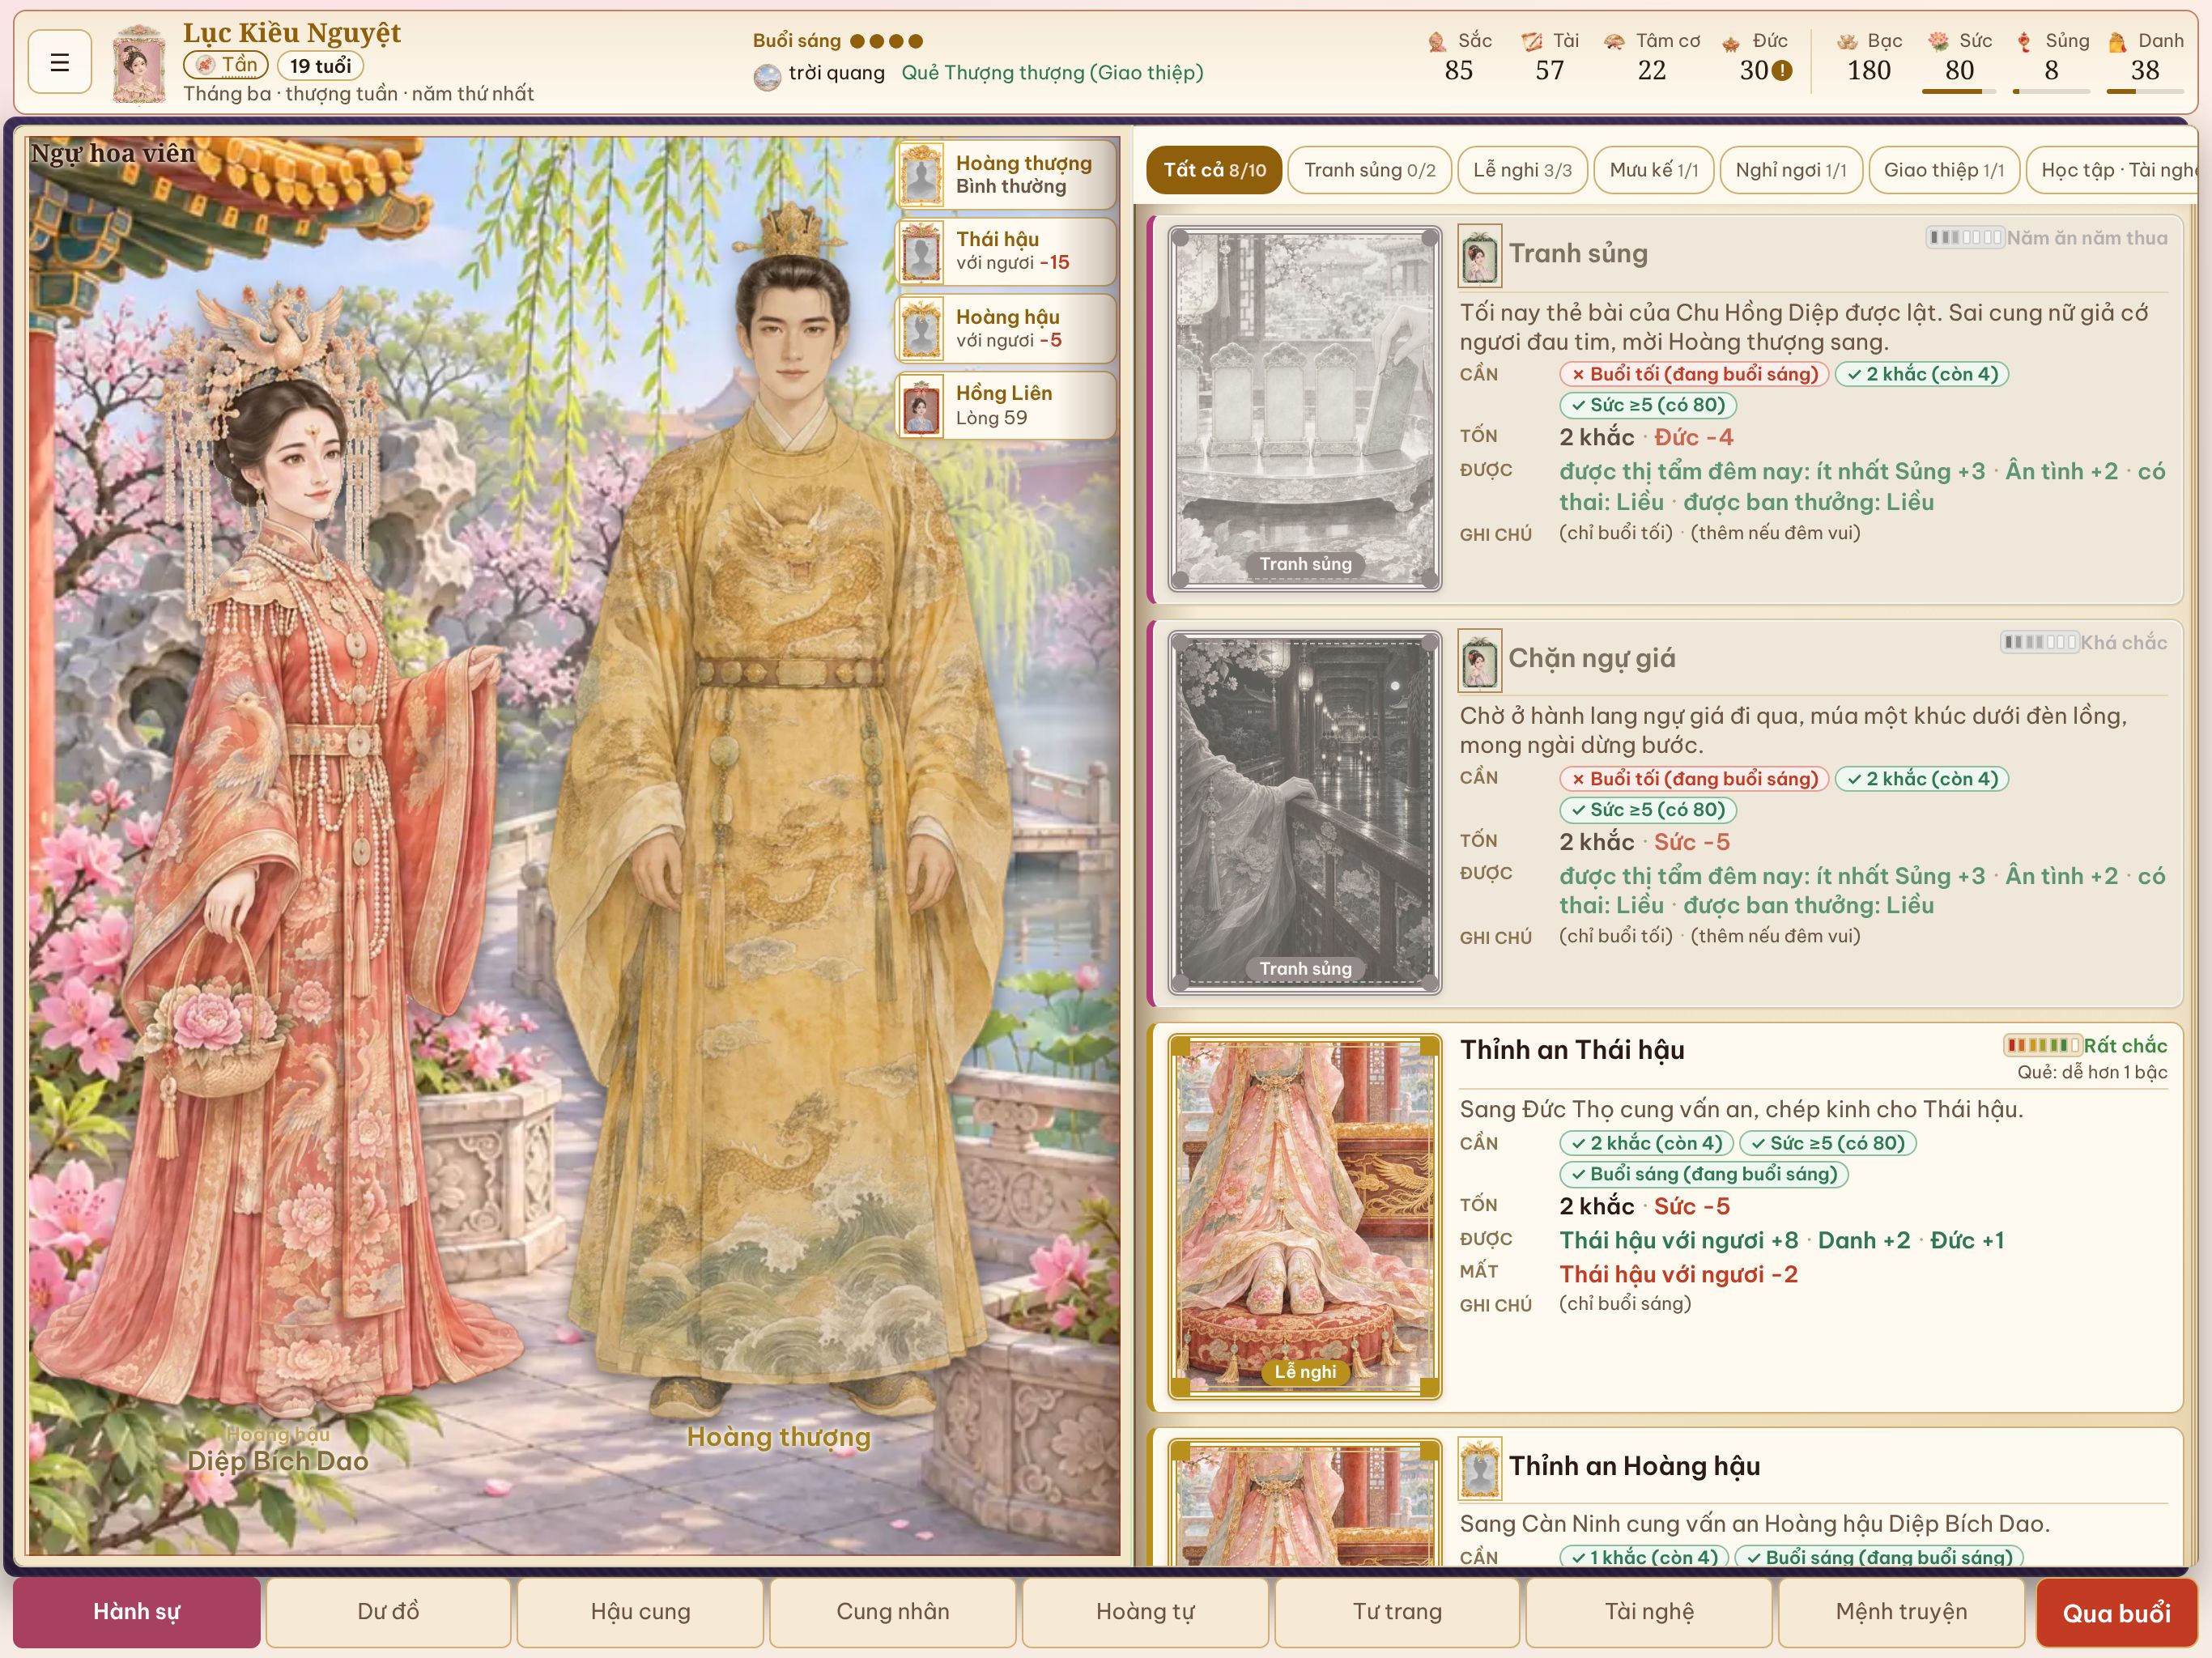 Lục Kiều Nguyệt
Tần
19 tuổi
Tháng ba · thượng tuần · năm thứ nhất
Buổi sáng
trời quang Quẻ Thượng thượng (Giao thiệp)
Sắc 85
Tài 57
Tâm cơ 22
Đức 30 !
Bạc 180
Sức 80
Sủng 8
Danh 38
Ngự hoa viên
Hoàng thượng
Bình thường
Thái hậu
với ngươi -15
Hoàng hậu
với ngươi -5
Hồng Liên
Lòng 59
Hoàng hậu
Diệp Bích Dao
Hoàng thượng
Tất cả 8/10
Tranh sủng 0/2
Lễ nghi 3/3
Mưu kế 1/1
Nghỉ ngơi 1/1
Giao thiệp 1/1
Học tập · Tài
Tranh sủng
Tranh sủng
Năm ăn năm thua
Tối nay thẻ bài của Chu Hồng Diệp được lật. Sai cung nữ giả cớ
ngươi đau tim, mời Hoàng thượng sang.
CẦN × Buổi tối (đang buổi sáng) ✓ 2 khắc (còn 4)
✓ Sức ≥5 (có 80)
TỐN 2 khắc · Đức -4
ĐƯỢC được thị tẩm đêm nay: ít nhất Sủng +3 · Ân tình +2 · có
thai: Liều · được ban thưởng: Liều
GHI CHÚ (chỉ buổi tối) · (thêm nếu đêm vui)
Tranh sủng
Chặn ngự giá
Khá chắc
Chờ ở hành lang ngự giá đi qua, múa một khúc dưới đèn lồng,
mong ngài dừng bước.
CẦN × Buổi tối (đang buổi sáng) ✓ 2 khắc (còn 4)
✓ Sức ≥5 (có 80)
TỐN 2 khắc · Sức -5
ĐƯỢC được thị tẩm đêm nay: ít nhất Sủng +3 · Ân tình +2 · có
thai: Liều · được ban thưởng: Liều
GHI CHÚ (chỉ buổi tối) · (thêm nếu đêm vui)
Lễ nghi
Thỉnh an Thái hậu
Rất chắc
Quẻ: dễ hơn 1 bậc
Sang Đức Thọ cung vấn an, chép kinh cho Thái hậu.
CẦN ✓ 2 khắc (còn 4) ✓ Sức ≥5 (có 80)
✓ Buổi sáng (đang buổi sáng)
TỐN 2 khắc · Sức -5
ĐƯỢC Thái hậu với ngươi +8 · Danh +2 · Đức +1
MẤT Thái hậu với ngươi -2
GHI CHÚ (chỉ buổi sáng)
Thỉnh an Hoàng hậu
Sang Càn Ninh cung vấn an Hoàng hậu Diệp Bích Dao.
CẦN ✓ 1 khắc (còn 4) ✓ Buổi sáng (đang buổi sáng)
Hành sự
Dư đồ
Hậu cung
Cung nhân
Hoàng tự
Tư trang
Tài nghệ
Mệnh truyện
Qua buổi